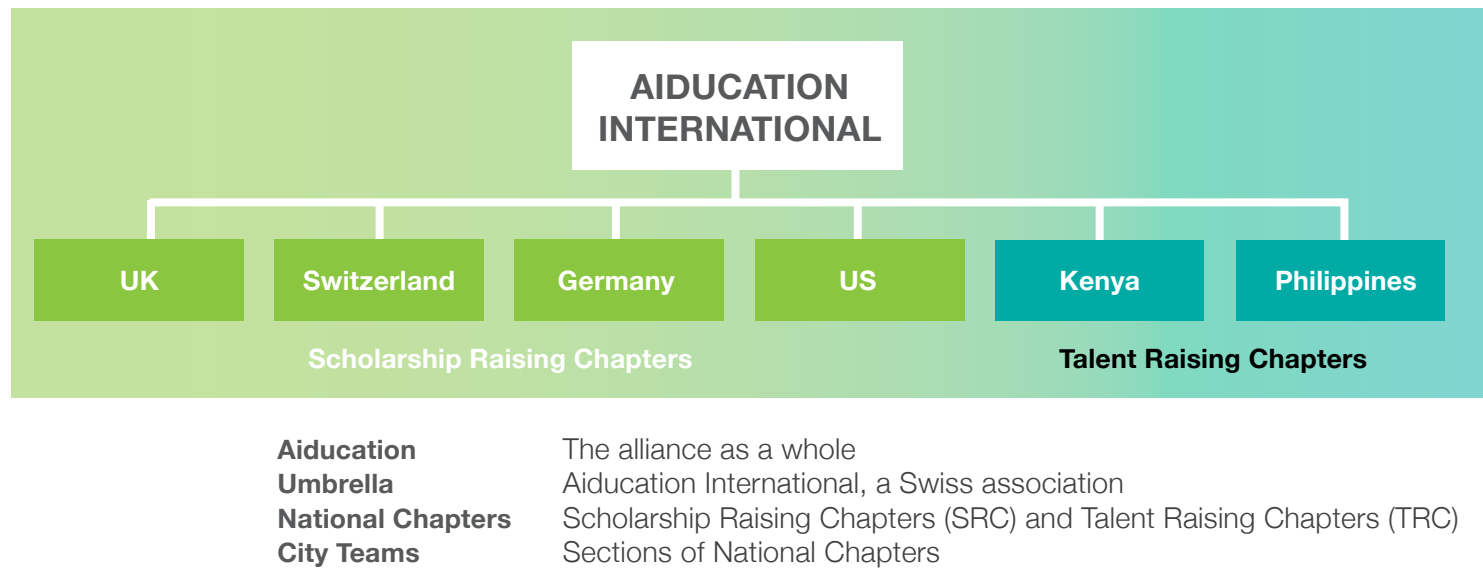 AIDUCATION
INTERNATIONAL
UK Switzerland Germany US Kenya Philippines
Scholarship Raising Chapters Talent Raising Chapters
Aiducation The alliance as a whole
Umbrella Aiducation International, a Swiss association
National Chapters Scholarship Raising Chapters (SRC) and Talent Raising Chapters (TRC)
City Teams Sections of National Chapters